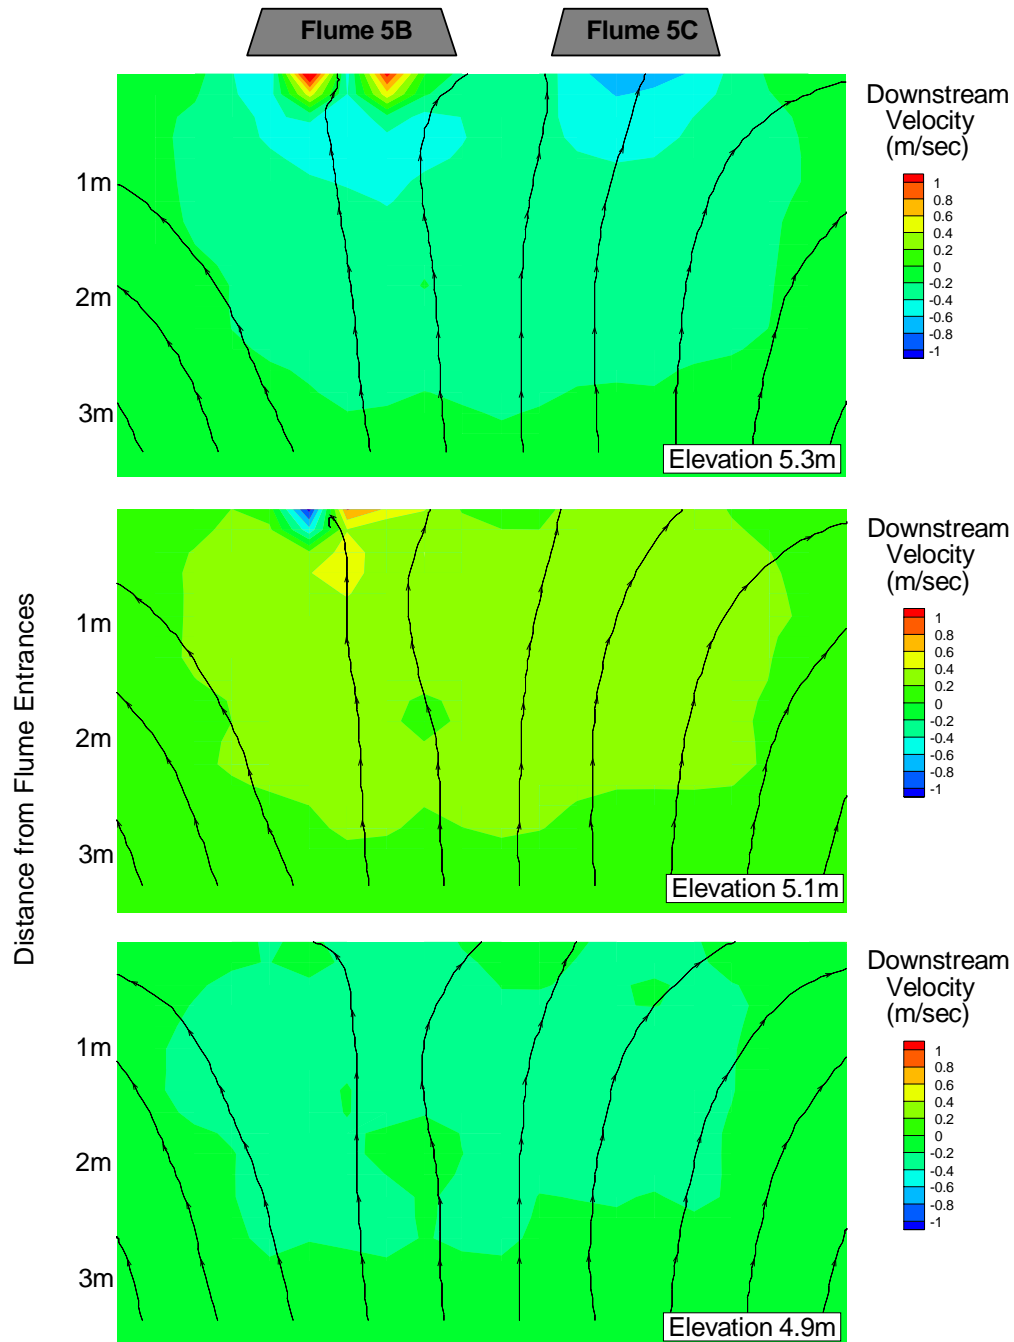 Flume 5B
Flume 5C
Downstream
Velocity
(m/sec)
1
0.8
0.6
0.4
0.2
0
-0.2
-0.4
-0.6
-0.8
-1
1m
2m
3m
Elevation 5.3m
Distance from Flume Entrances
Downstream
Velocity
(m/sec)
1
0.8
0.6
0.4
0.2
0
-0.2
-0.4
-0.6
-0.8
-1
1m
2m
3m
Elevation 5.1m
Downstream
Velocity
(m/sec)
1
0.8
0.6
0.4
0.2
0
-0.2
-0.4
-0.6
-0.8
-1
1m
2m
3m
Elevation 4.9m